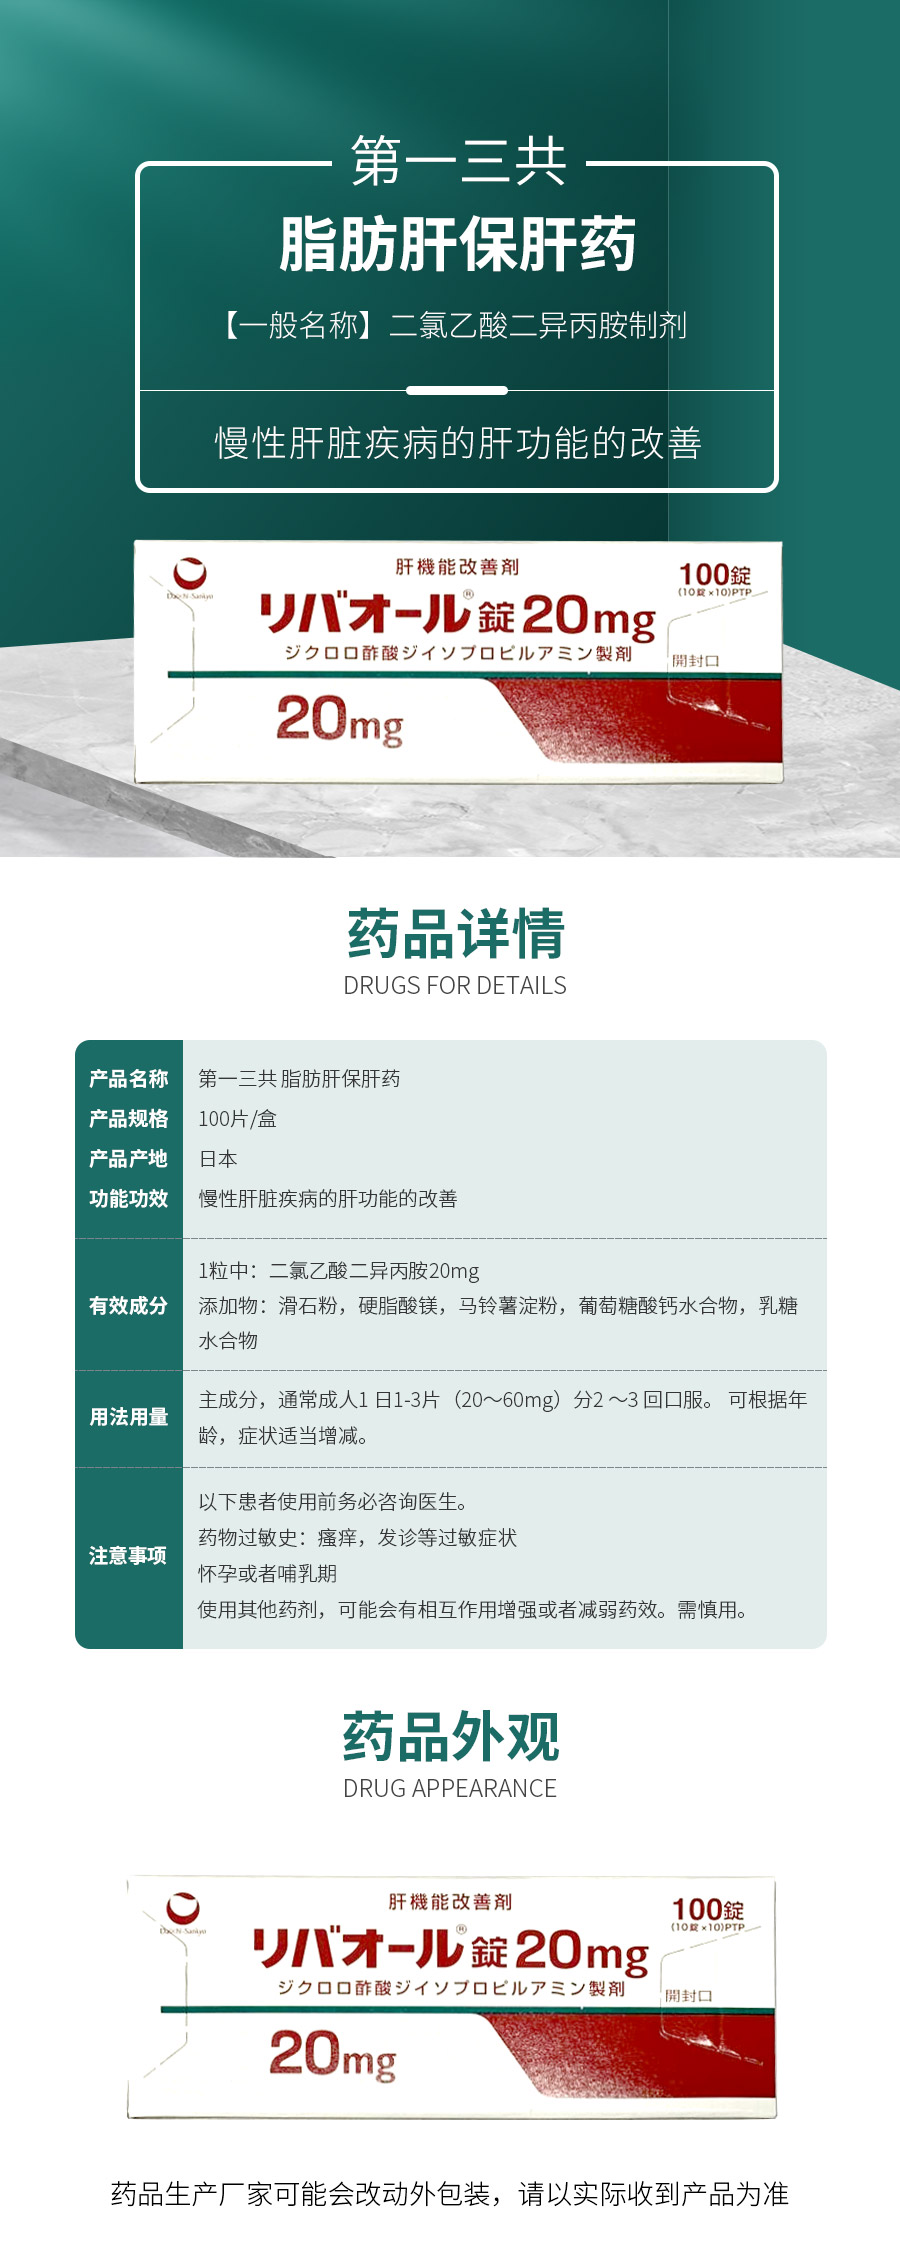 第一三共
脂肪肝保肝药
【一般名称】二氯乙酸二异丙胺制剂
慢性肝脏疾病的肝功能的改善
Daiichi-Sankyo
肝機能改善剤
100錠
(10錠×10)PTP
リバオール®錠20mg
ジクロロ酢酸ジイソプロピルアミン製剤
開封口
20mg
药品详情
DRUGS FOR DETAILS
产品名称 第一三共 脂肪肝保肝药
产品规格 100片/盒
产品产地 日本
功能功效 慢性肝脏疾病的肝功能的改善
有效成分
1粒中：二氯乙酸二异丙胺20mg
添加物：滑石粉，硬脂酸镁，马铃薯淀粉，葡萄糖酸钙水合物，乳糖
水合物
用法用量
主成分，通常成人1 日1-3片（20～60mg）分2 ～3 回口服。 可根据年
龄，症状适当增减。
注意事项
以下患者使用前务必咨询医生。
药物过敏史：瘙痒，发诊等过敏症状
怀孕或者哺乳期
使用其他药剂，可能会有相互作用增强或者减弱药效。需慎用。
药品外观
DRUG APPEARANCE
Daiichi-Sankyo
肝機能改善剤
100錠
(10錠×10)PTP
リバオール®錠20mg
ジクロロ酢酸ジイソプロピルアミン製剤
開封口
20mg
药品生产厂家可能会改动外包装，请以实际收到产品为准